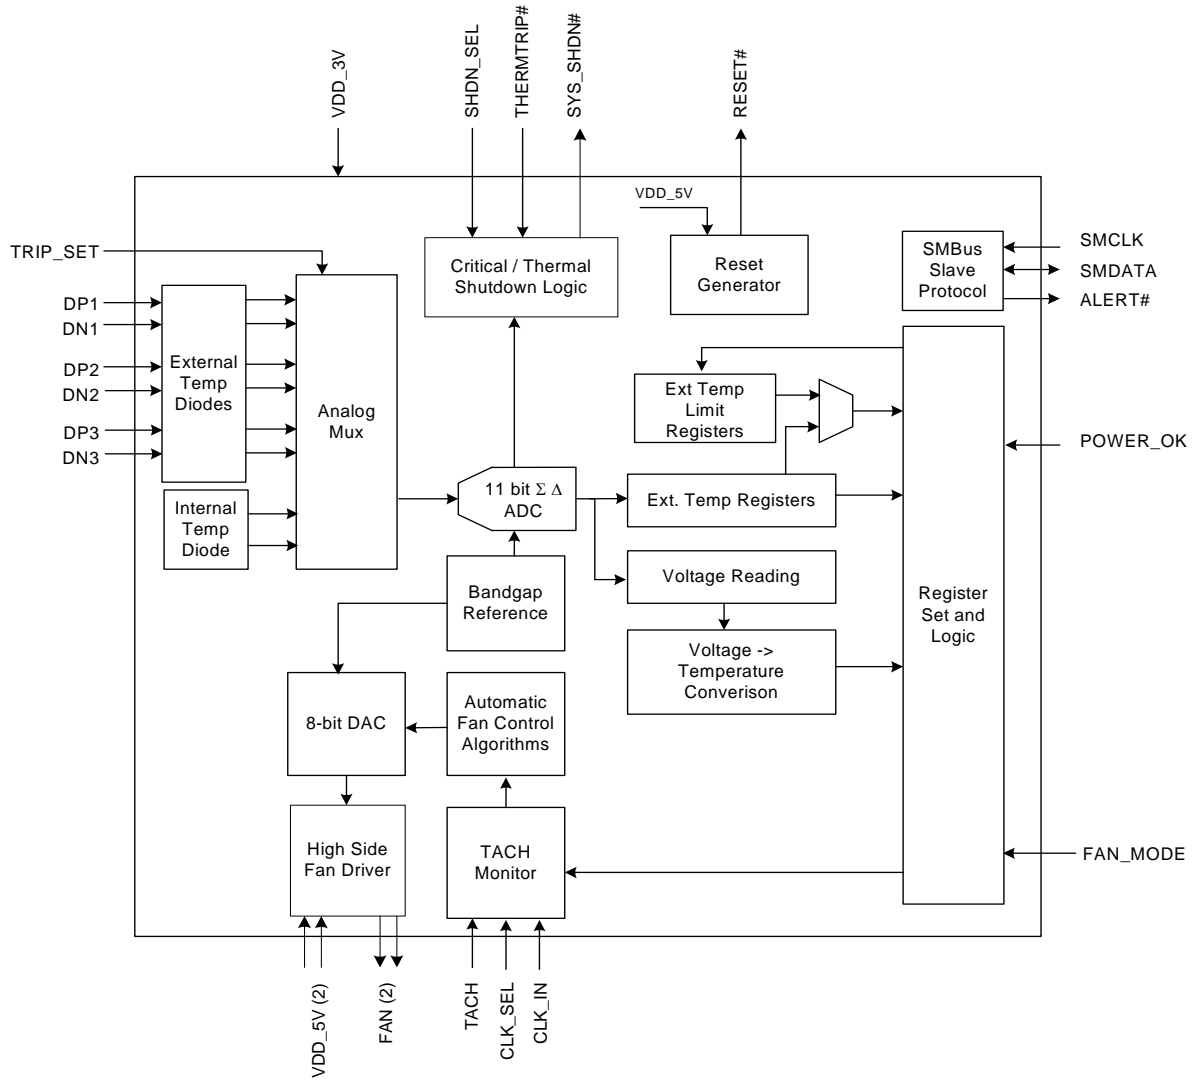 VDD_3V
SHDN_SEL
THERMTRIP#
SYS_SHDN#
RESET#
VDD_5V
TRIP_SET
Critical / Thermal
Shutdown Logic
Reset
Generator
SMBus
Slave
Protocol
SMCLK
SMDATA
ALERT#
DP1
DN1
DP2
DN2
DP3
DN3
External
Temp
Diodes
Analog
Mux
Ext Temp
Limit
Registers
POWER_OK
Internal
Temp
Diode
11 bit Σ Δ
ADC
Ext. Temp Registers
Voltage Reading
Bandgap
Reference
Register
Set and
Logic
Voltage ->
Temperature
Converison
8-bit DAC
Automatic
Fan Control
Algorithms
High Side
Fan Driver
TACH
Monitor
FAN_MODE
VDD_5V (2)
FAN (2)
TACH
CLK_SEL
CLK_IN